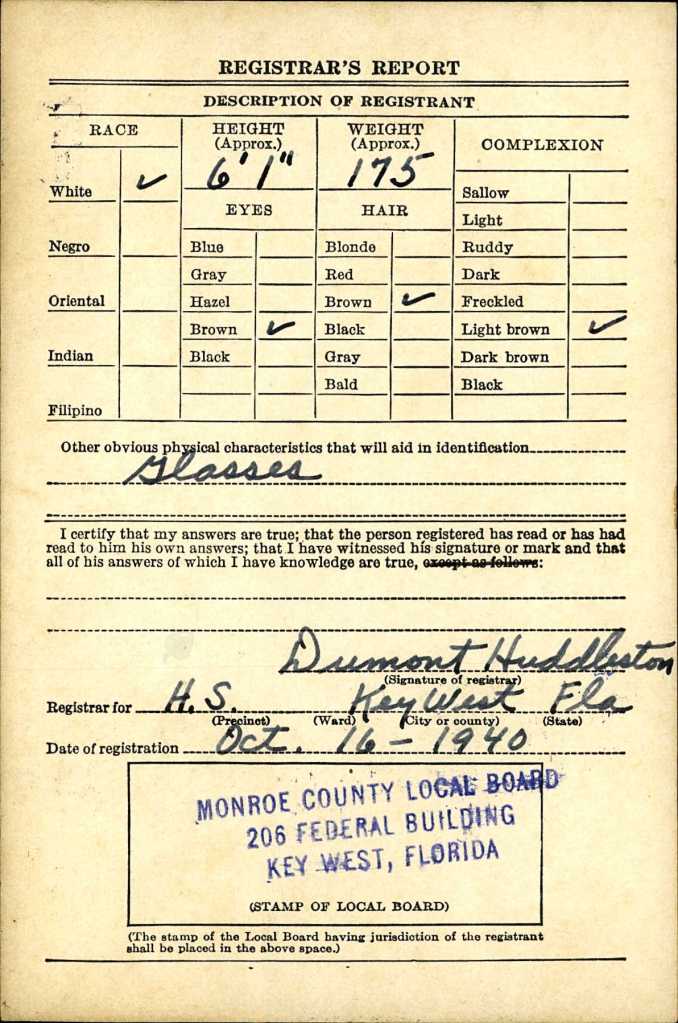 REGISTRAR'S REPORT
DESCRIPTION OF REGISTRANT
RACE HEIGHT (Approx.) WEIGHT (Approx.) COMPLEXION
6'1" 175
White ✓
Sallow
EYES HAIR
Light
Negro Blue Blonde Ruddy
Gray Red Dark
Oriental Hazel Brown ✓ Freckled
Brown ✓ Black Light brown ✓
Indian Black Gray Dark brown
Bald Black
Filipino
Other obvious physical characteristics that will aid in identification
Glasses
I certify that my answers are true; that the person registered has read or has had
read to him his own answers; that I have witnessed his signature or mark and that
all of his answers of which I have knowledge are true, except as follows:
Dumont Huddleston
(Signature of registrar)
Registrar for H. S. Key West Fla
(Precinct) (Ward) (City or county) (State)
Date of registration Oct. 16 - 1940
MONROE COUNTY LOCAL BOARD
206 FEDERAL BUILDING
KEY WEST, FLORIDA
(STAMP OF LOCAL BOARD)
(The stamp of the Local Board having jurisdiction of the registrant
shall be placed in the above space.)